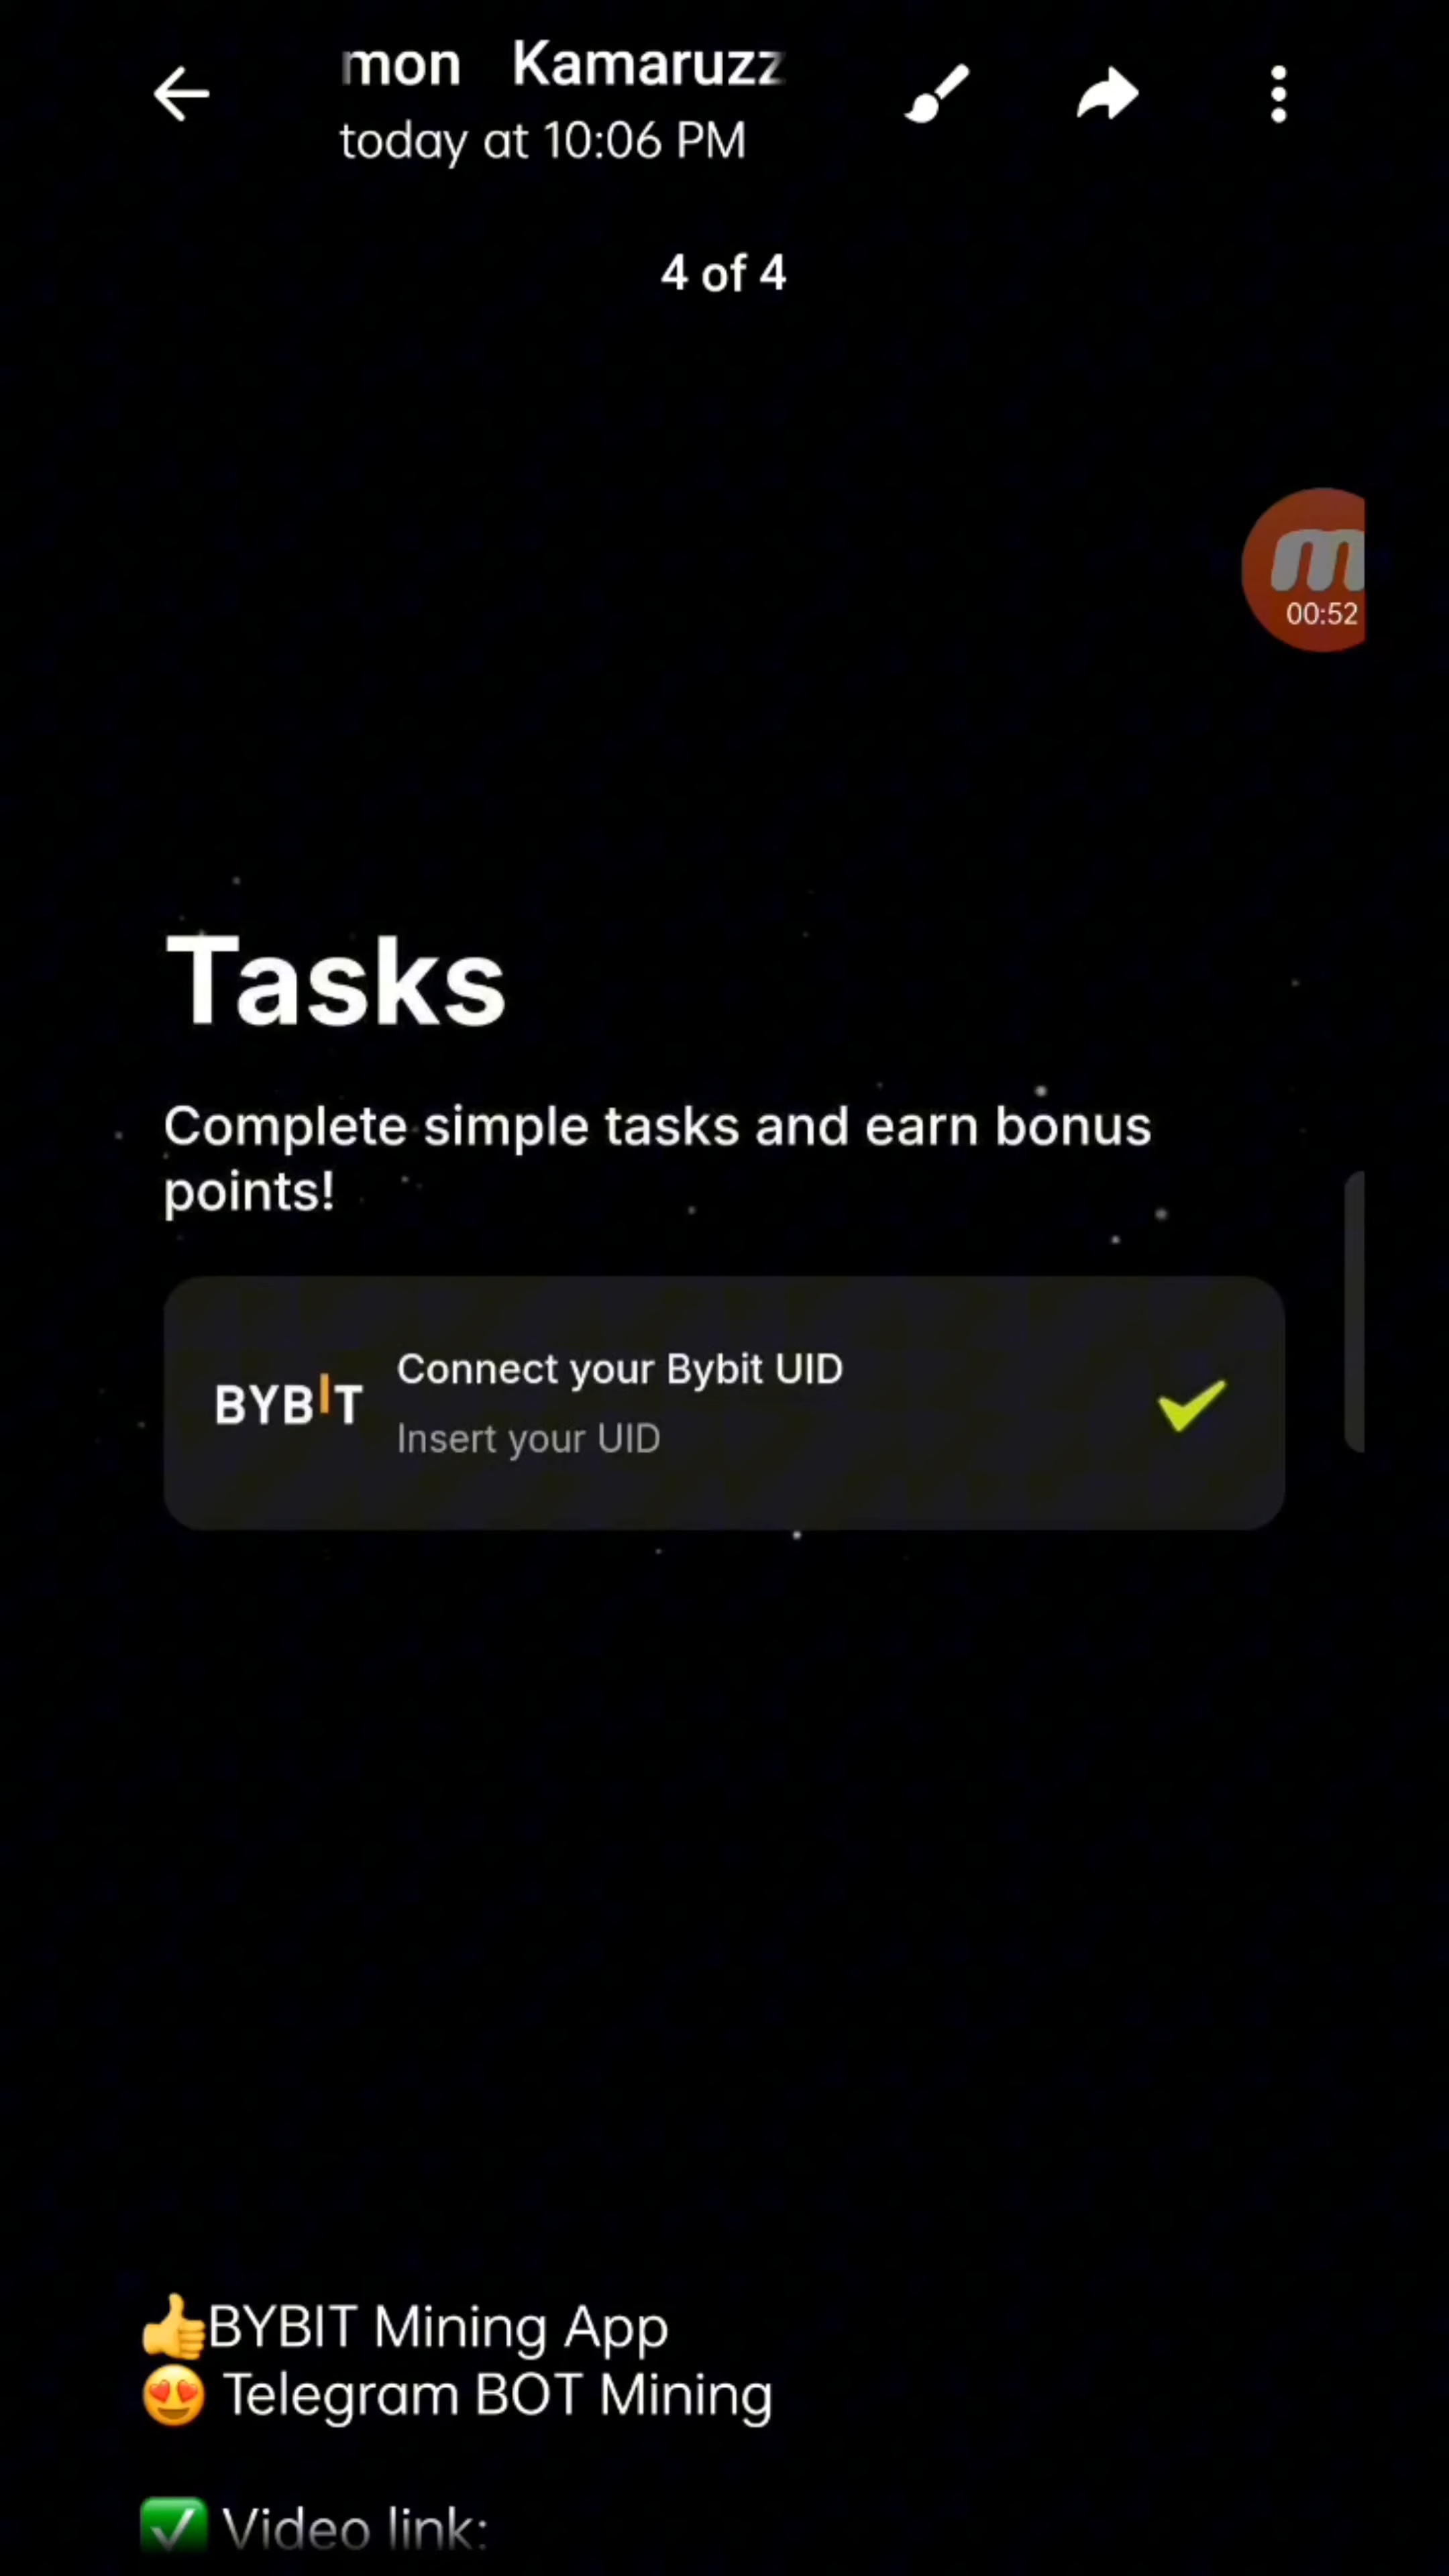 mon Kamaruzz
today at 10:06 PM
4 of 4
00:52
Tasks
Complete simple tasks and earn bonus
points!
BYBIT
Connect your Bybit UID
Insert your UID
👍BYBIT Mining App
😍 Telegram BOT Mining
✅ Video link: